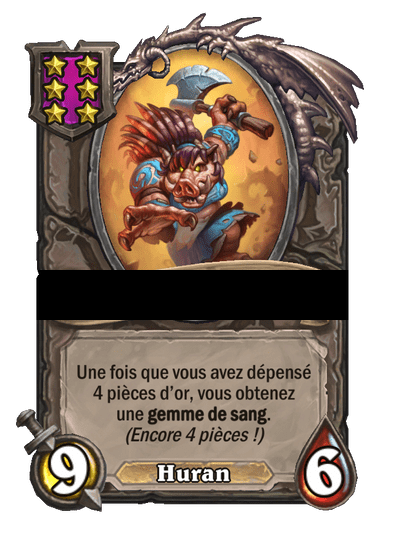 Une fois que vous avez dépensé
4 pièces d'or, vous obtenez
une gemme de sang.
(Encore 4 pièces !)
9
Huran
6